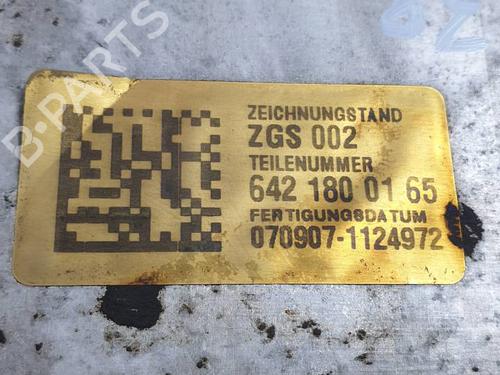 ZEICHNUNGSTAND
ZGS 002
TEILENUMMER
642 180 01 65
FERTIGUNGSDATUM
070907-1124972
B-PARTS